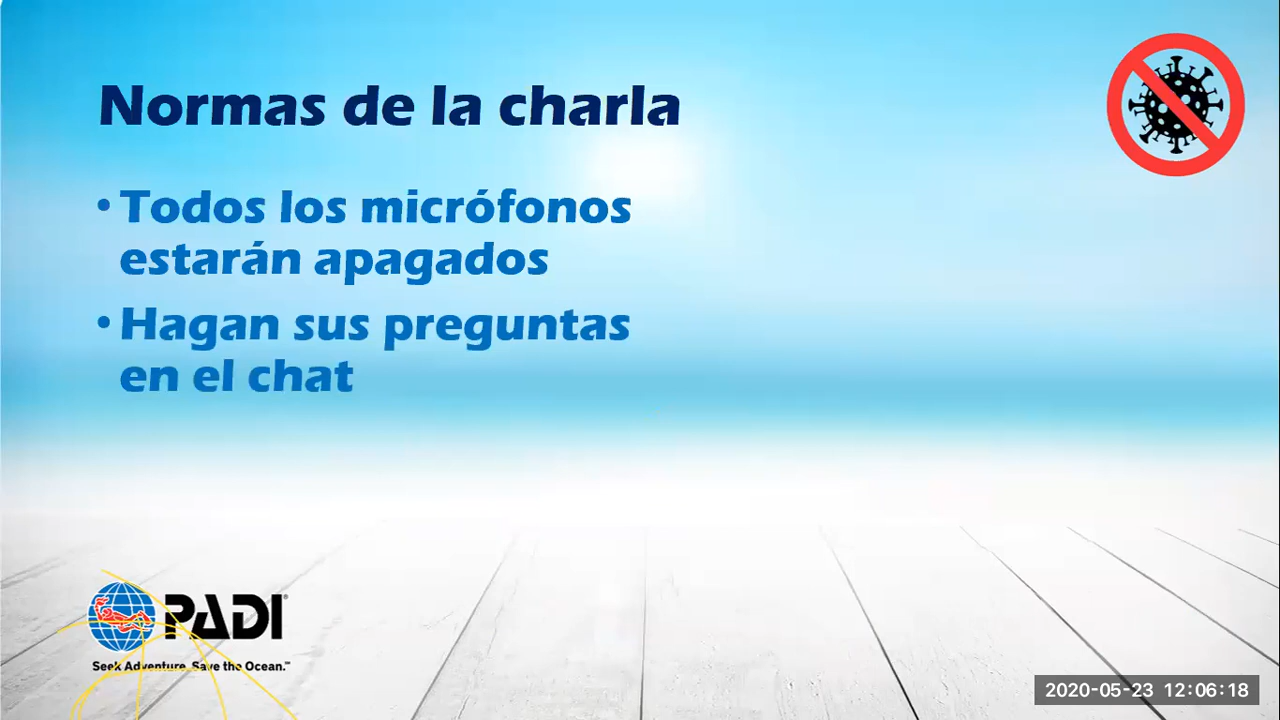 Normas de la charla
• Todos los micrófonos
estarán apagados
• Hagan sus preguntas
en el chat
PADI®
Seek Adventure. Save the Ocean.™
2020-05-23 12:06:18